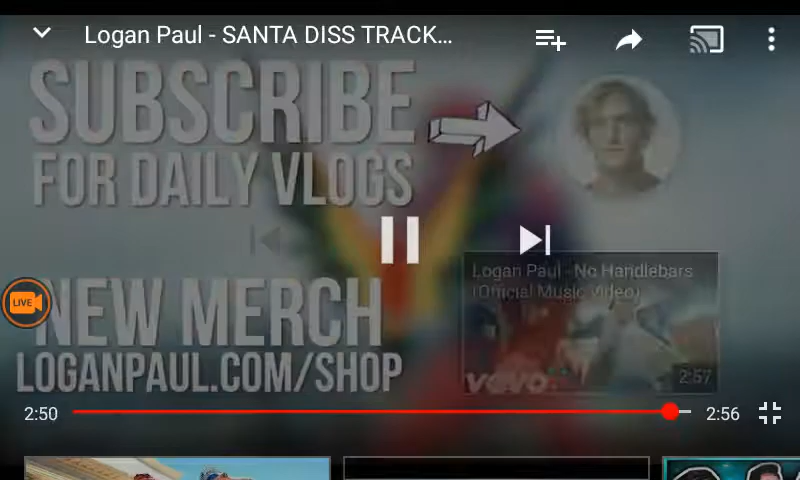 Logan Paul - SANTA DISS TRACK...
SUBSCRIBE
FOR DAILY VLOGS
Logan Paul - No Handlebars
(Official Music Video)
LIVE
NEW MERCH
LOGANPAUL.COM/SHOP
vevo
2:57
2:50
2:56